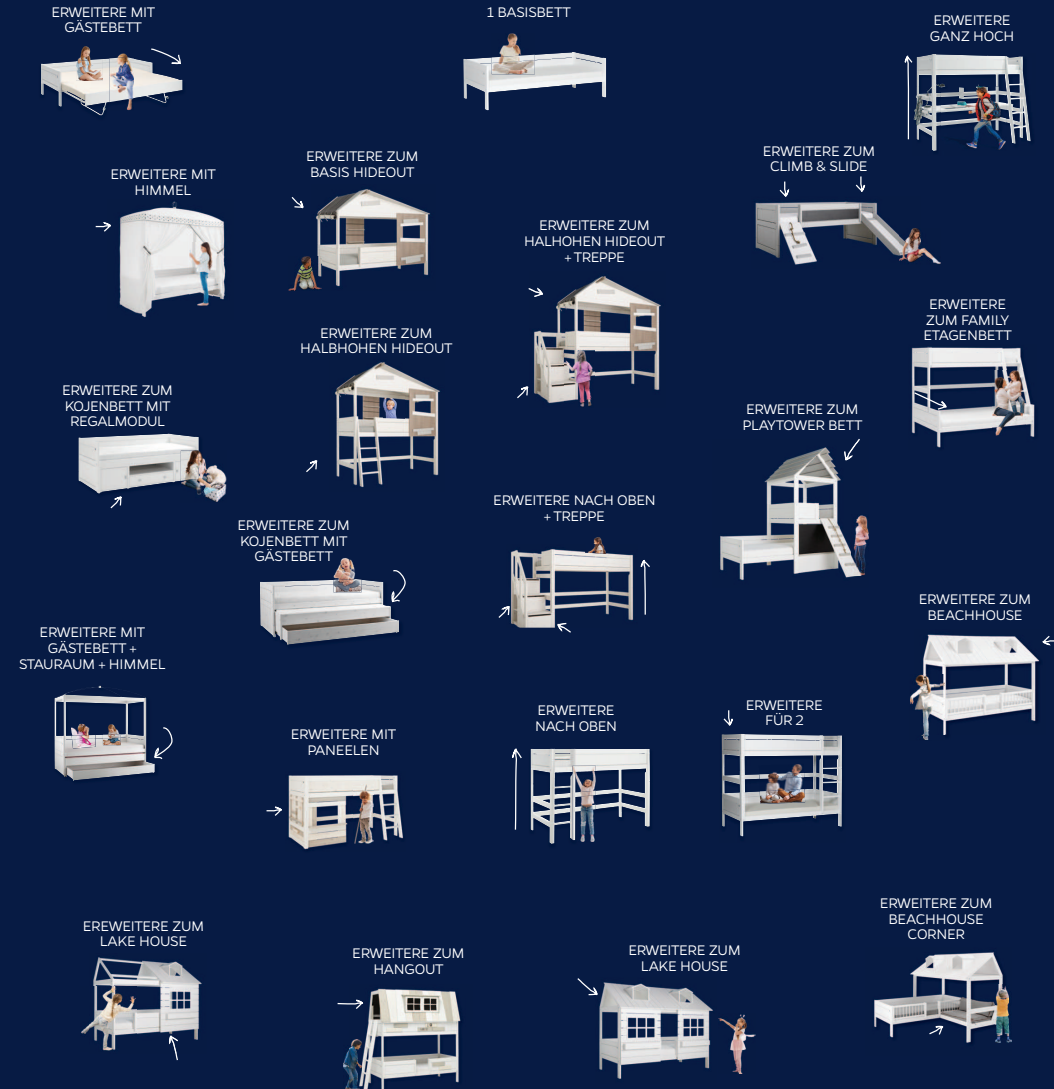 ERWEITERE MIT
GÄSTEBETT
1 BASISBETT
ERWEITERE
GANZ HOCH
ERWEITERE MIT
HIMMEL
ERWEITERE ZUM
BASIS HIDEOUT
ERWEITERE ZUM
CLIMB & SLIDE
ERWEITERE ZUM
HALHOHEN HIDEOUT
+ TREPPE
ERWEITERE
ZUM FAMILY
ETAGENBETT
ERWEITERE ZUM
HALBHOHEN HIDEOUT
ERWEITERE ZUM
KOJENBETT MIT
REGALMODUL
ERWEITERE ZUM
PLAYTOWER BETT
ERWEITERE NACH OBEN
+ TREPPE
ERWEITERE ZUM
KOJENBETT MIT
GÄSTEBETT
ERWEITERE ZUM
BEACHHOUSE
ERWEITERE MIT
GÄSTEBETT +
STAURAUM + HIMMEL
ERWEITERE MIT
PANEELEN
ERWEITERE
NACH OBEN
ERWEITERE
FÜR 2
EREWEITERE ZUM
LAKE HOUSE
ERWEITERE ZUM
HANGOUT
ERWEITERE ZUM
LAKE HOUSE
ERWEITERE ZUM
BEACHHOUSE
CORNER